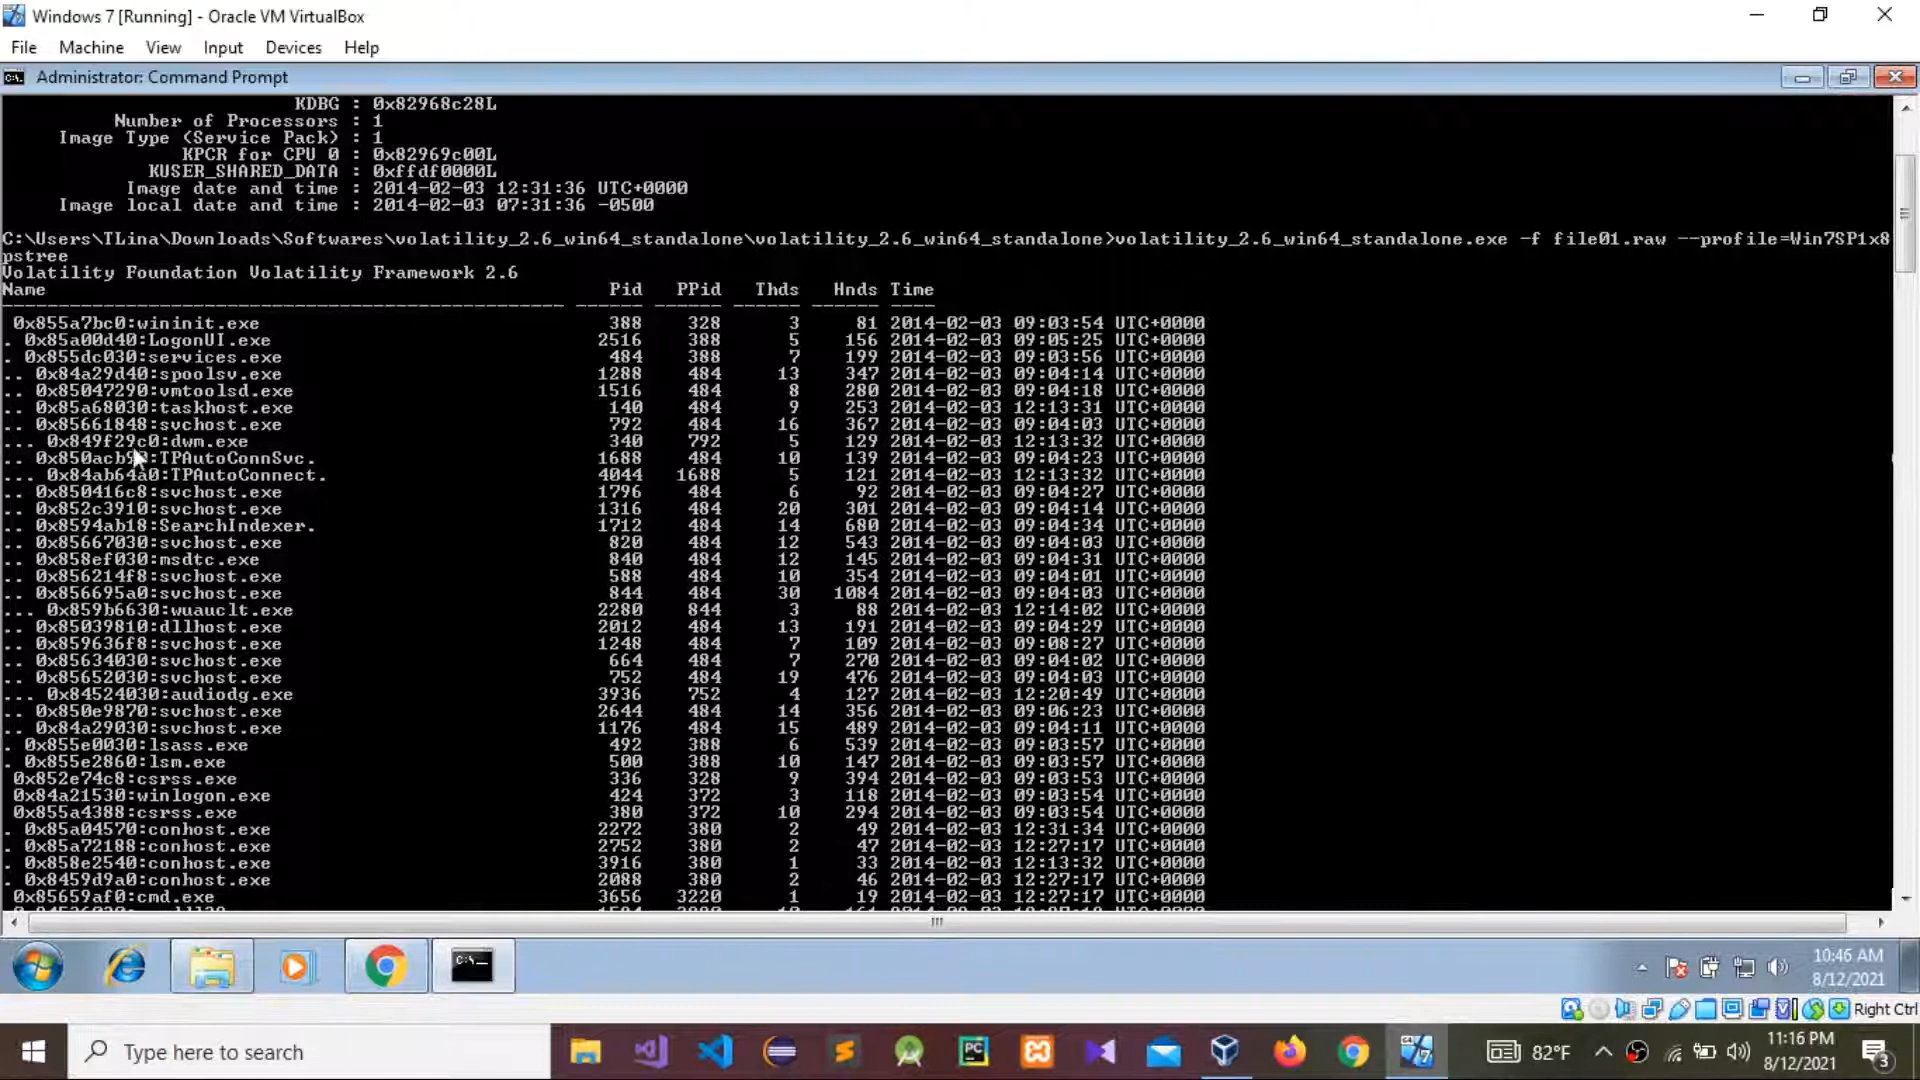 Windows 7 [Running] - Oracle VM VirtualBox
File Machine View Input Devices Help
Administrator: Command Prompt
KDBG : 0x82968c28L
Number of Processors : 1
Image Type (Service Pack) : 1
KPCR for CPU 0 : 0x82969c00L
KUSER_SHARED_DATA : 0xffdf0000L
Image date and time : 2014-02-03 12:31:36 UTC+0000
Image local date and time : 2014-02-03 07:31:36 -0500
C:\Users\TLina\Downloads\Softwares\volatility_2.6_win64_standalone\volatility_2.6_win64_standalone>volatility_2.6_win64_standalone.exe -f file01.raw --profile=Win7SP1x8
pstree
Volatility Foundation Volatility Framework 2.6
Name Pid PPid Thds Hnds Time
0x855a7bc0:wininit.exe 388 328 3 81 2014-02-03 09:03:54 UTC+0000
. 0x85a00d40:LogonUI.exe 2516 388 5 156 2014-02-03 09:05:25 UTC+0000
. 0x855dc030:services.exe 484 388 7 199 2014-02-03 09:03:56 UTC+0000
.. 0x84a29d40:spoolsv.exe 1288 484 13 347 2014-02-03 09:04:14 UTC+0000
.. 0x85047290:vmtoolsd.exe 1516 484 8 280 2014-02-03 09:04:18 UTC+0000
.. 0x85a68030:taskhost.exe 140 484 9 253 2014-02-03 12:13:31 UTC+0000
.. 0x85661848:svchost.exe 792 484 16 367 2014-02-03 09:04:03 UTC+0000
... 0x849f29c0:dwm.exe 340 792 5 129 2014-02-03 12:13:32 UTC+0000
.. TPAutoConnSvc. 1688 484 10 139 2014-02-03 09:04:23 UTC+0000
... 0x84ab64a0:TPAutoConnect. 4044 1688 5 121 2014-02-03 12:13:32 UTC+0000
.. 0x850416c8:svchost.exe 1796 484 6 92 2014-02-03 09:04:27 UTC+0000
.. 0x852c3910:svchost.exe 1316 484 20 301 2014-02-03 09:04:14 UTC+0000
.. 0x8594ab18:SearchIndexer. 1712 484 14 680 2014-02-03 09:04:34 UTC+0000
.. 0x85667030:svchost.exe 820 484 12 543 2014-02-03 09:04:03 UTC+0000
.. 0x858ef030:msdtc.exe 840 484 12 145 2014-02-03 09:04:31 UTC+0000
.. 0x856214f8:svchost.exe 588 484 10 354 2014-02-03 09:04:01 UTC+0000
.. 0x856695a0:svchost.exe 844 484 30 1084 2014-02-03 09:04:03 UTC+0000
... 0x859b6630:wuauclt.exe 2280 844 3 88 2014-02-03 12:14:02 UTC+0000
.. 0x85039810:dllhost.exe 2012 484 13 191 2014-02-03 09:04:29 UTC+0000
.. 0x859636f8:svchost.exe 1248 484 7 109 2014-02-03 09:08:27 UTC+0000
.. 0x85634030:svchost.exe 664 484 7 270 2014-02-03 09:04:02 UTC+0000
.. 0x85652030:svchost.exe 752 484 19 476 2014-02-03 09:04:03 UTC+0000
... 0x84524030:audiodg.exe 3936 752 4 127 2014-02-03 12:20:49 UTC+0000
.. 0x850e9870:svchost.exe 2644 484 14 356 2014-02-03 09:06:23 UTC+0000
.. 0x84a29030:svchost.exe 1176 484 15 489 2014-02-03 09:04:11 UTC+0000
. 0x855e0030:lsass.exe 492 388 6 539 2014-02-03 09:03:57 UTC+0000
. 0x855e2860:lsm.exe 500 388 10 147 2014-02-03 09:03:57 UTC+0000
0x852e74c8:csrss.exe 336 328 9 394 2014-02-03 09:03:53 UTC+0000
0x84a21530:winlogon.exe 424 372 3 118 2014-02-03 09:03:54 UTC+0000
0x855a4388:csrss.exe 380 372 10 294 2014-02-03 09:03:54 UTC+0000
. 0x85a04570:conhost.exe 2272 380 2 49 2014-02-03 12:31:34 UTC+0000
. 0x85a72188:conhost.exe 2752 380 2 47 2014-02-03 12:27:17 UTC+0000
. 0x858e2540:conhost.exe 3916 380 1 33 2014-02-03 12:13:32 UTC+0000
. 0x8459d9a0:conhost.exe 2088 380 2 46 2014-02-03 12:27:17 UTC+0000
0x85659af0:cmd.exe 3656 3220 1 19 2014-02-03 12:27:17 UTC+0000
10:46 AM
8/12/2021
Right Ctrl
Type here to search
82°F
11:16 PM
8/12/2021
3